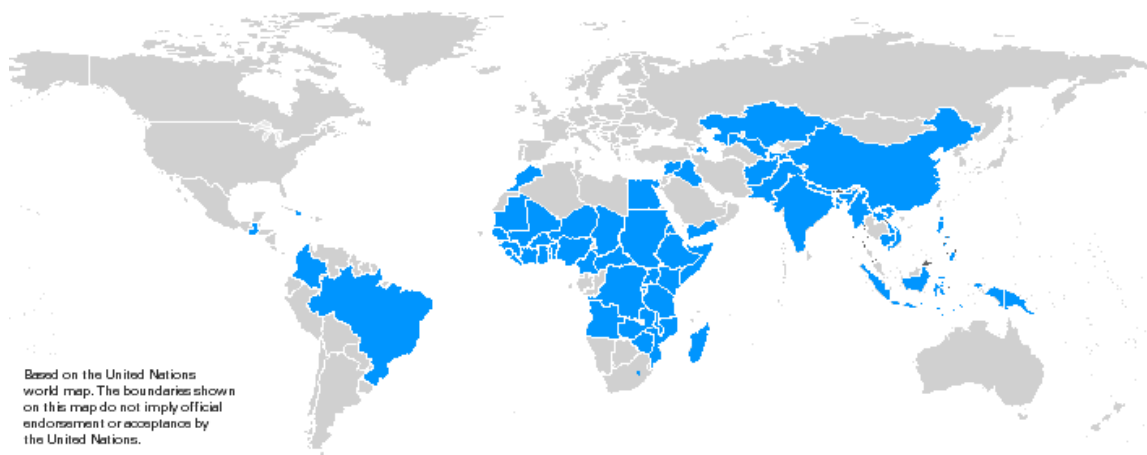 Based on the United Nations
world map. The boundaries shown
on this map do not imply official
endorsement or acceptance by
the United Nations.